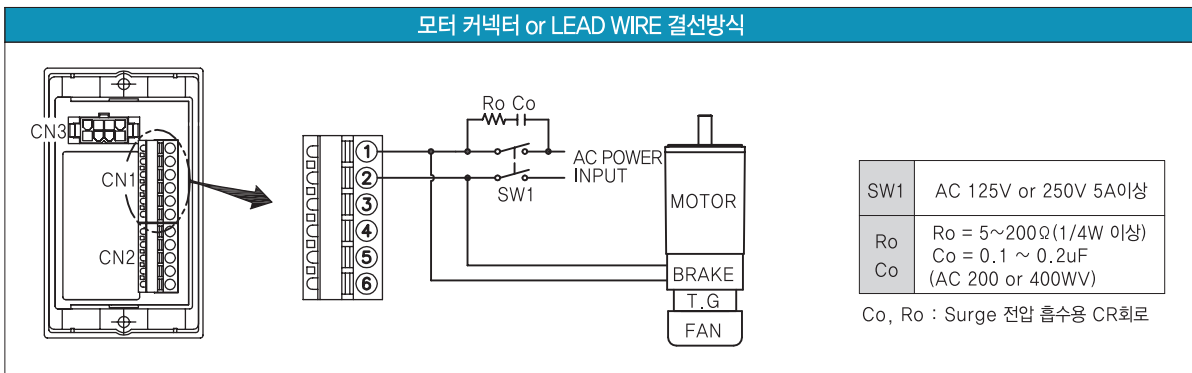 모터 커넥터 or LEAD WIRE 결선방식
CN3
CN1
CN2
1
2
3
4
5
6
Ro Co
SW1
AC POWER
INPUT
MOTOR
BRAKE
T.G
FAN
SW1 AC 125V or 250V 5A이상
Ro
Co
Ro = 5~200Ω(1/4W 이상)
Co = 0.1 ~ 0.2uF
(AC 200 or 400WV)
Co, Ro : Surge 전압 흡수용 CR회로